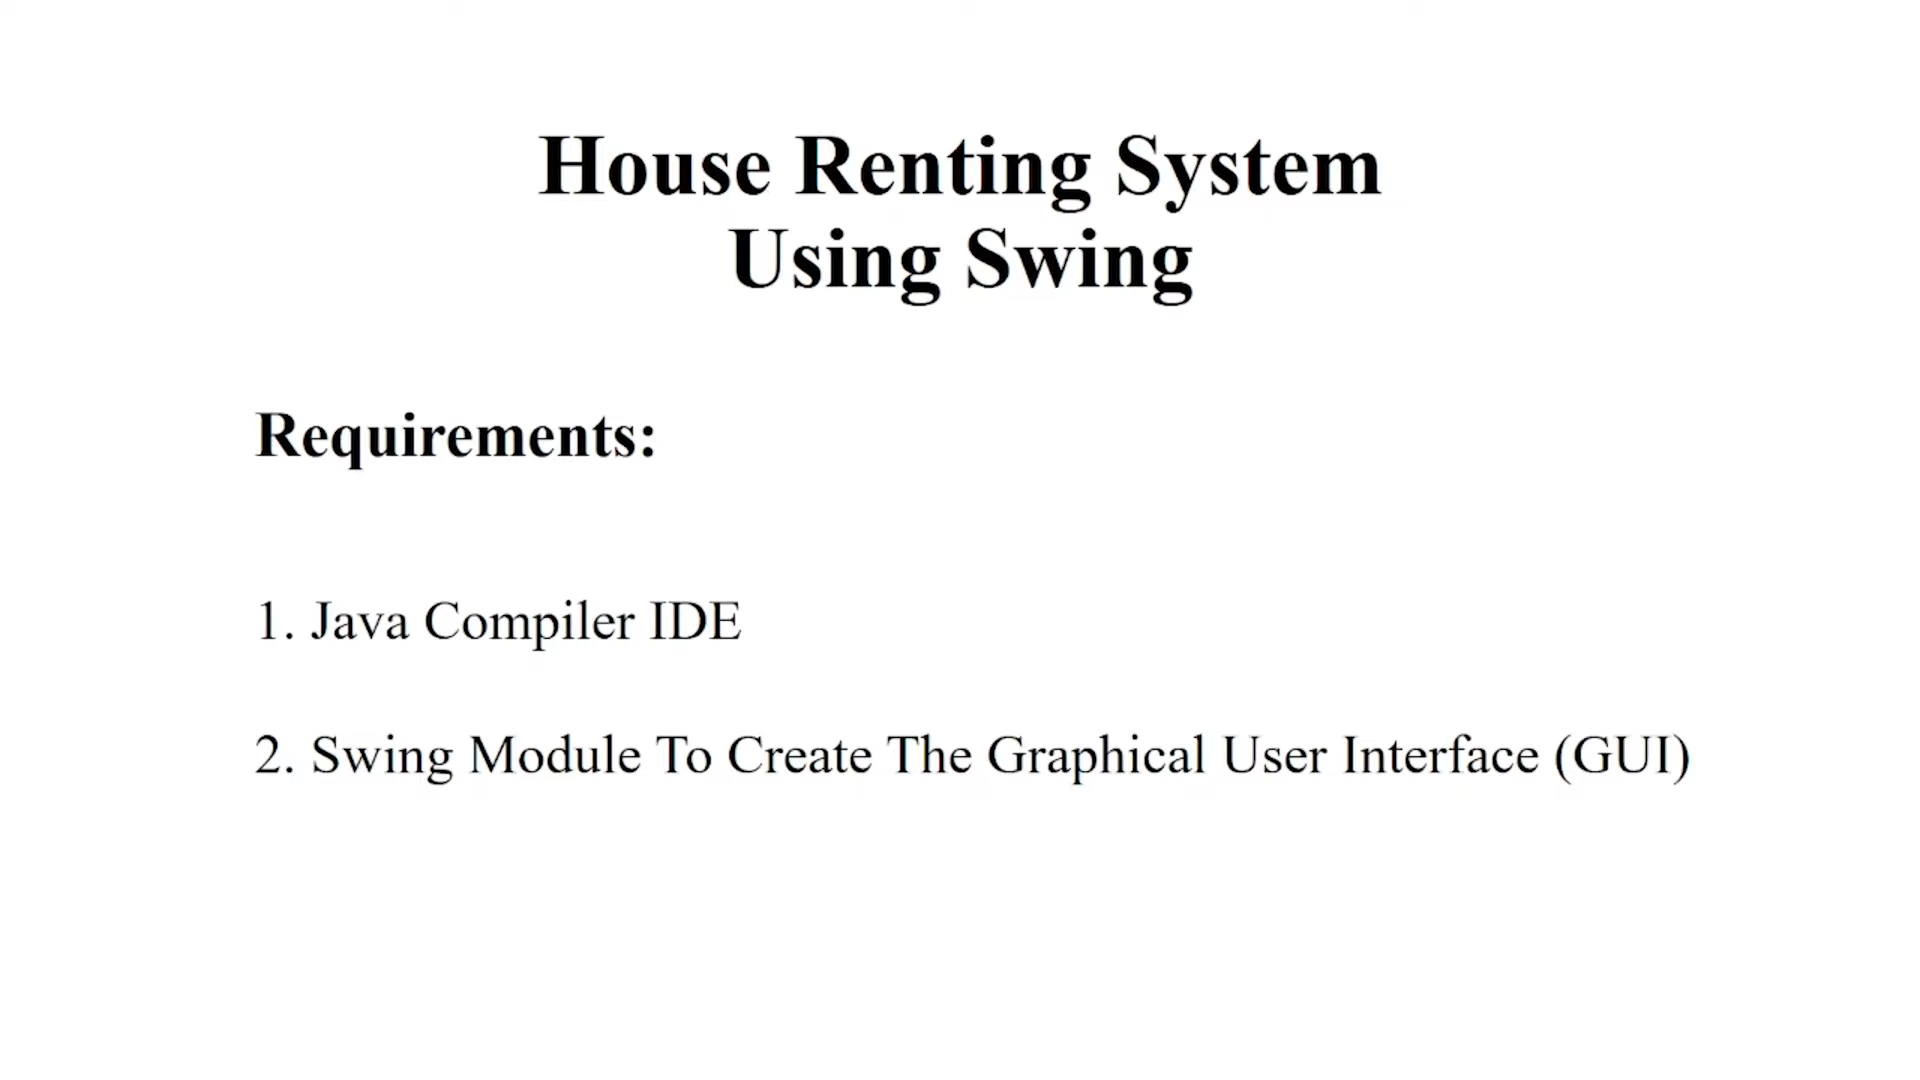 House Renting System
Using Swing
Requirements:
1. Java Compiler IDE
2. Swing Module To Create The Graphical User Interface (GUI)